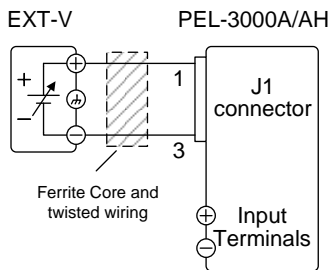 EXT-V
PEL-3000A/AH
+
–
+
–
1
3
J1
connector
Ferrite Core and
twisted wiring
+
–
Input
Terminals